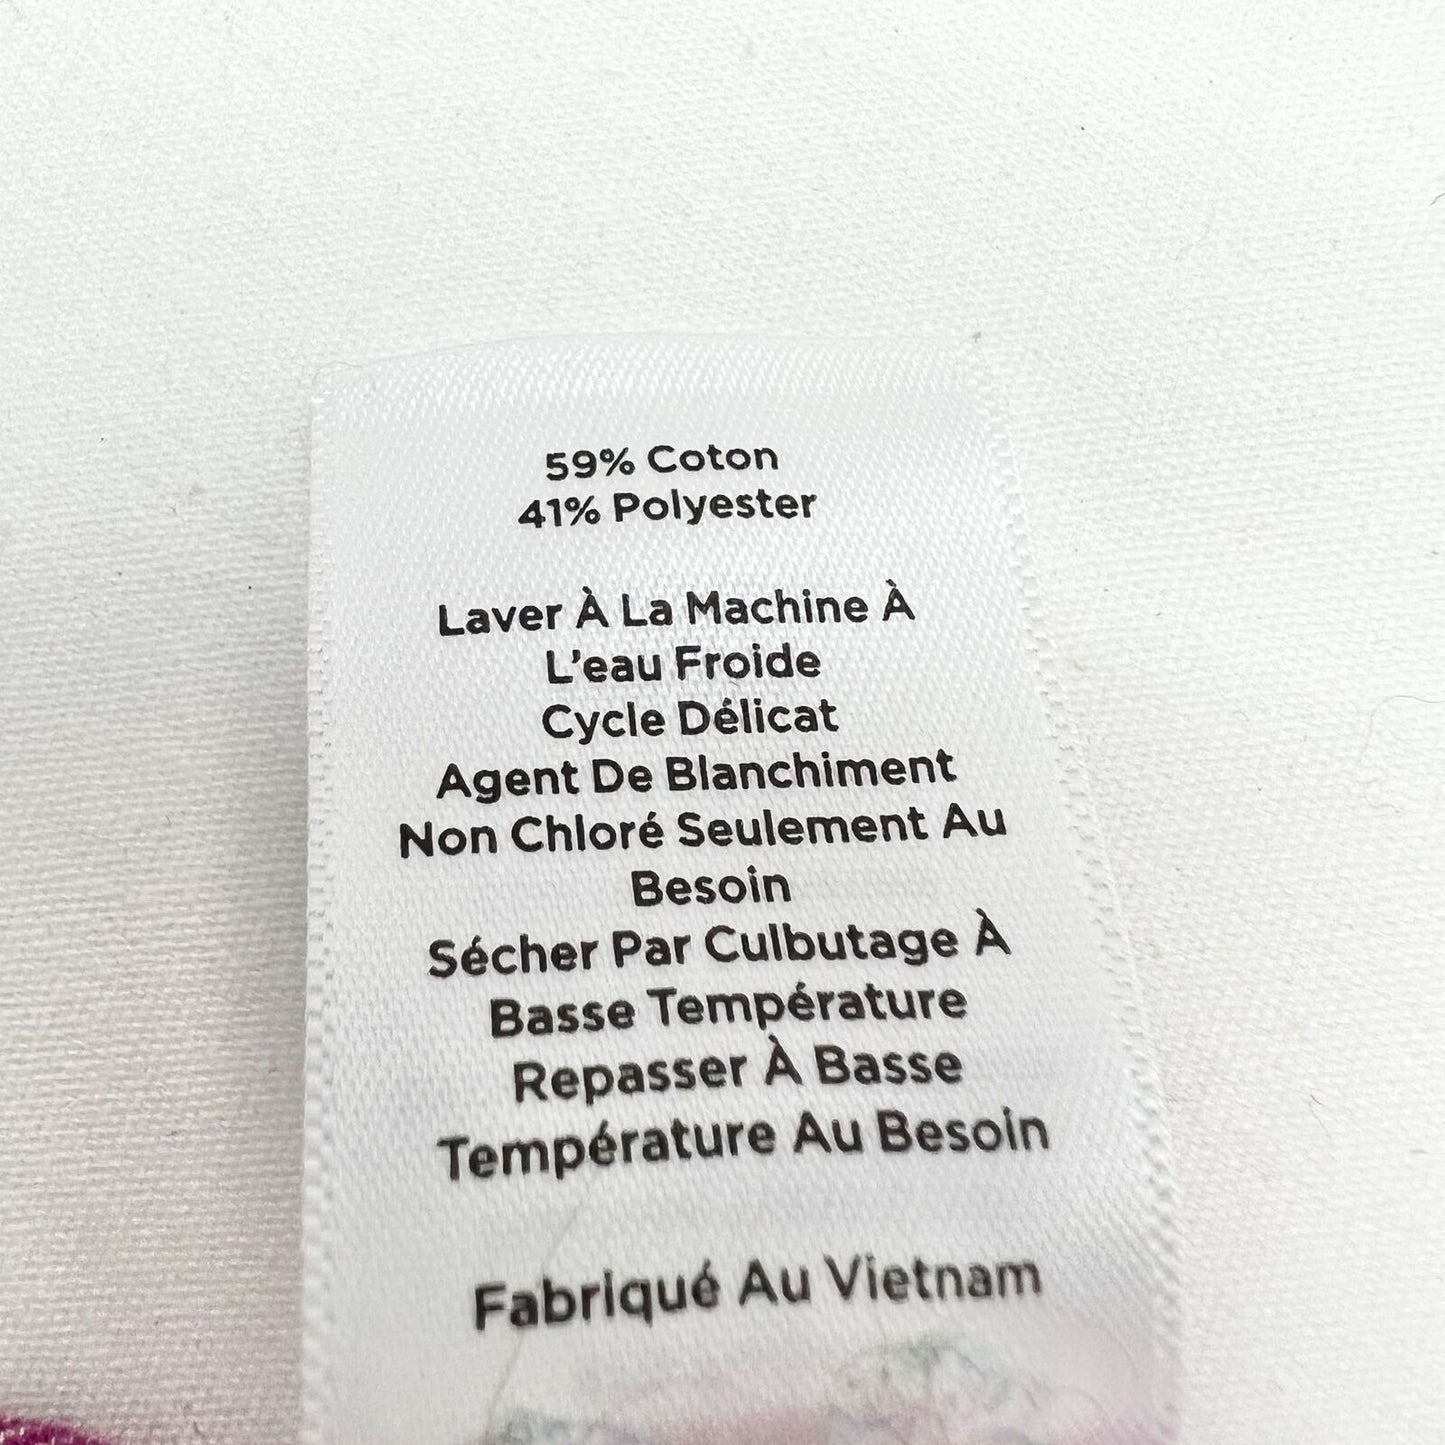 59% Coton
41% Polyester
Laver À La Machine À
L'eau Froide
Cycle Délicat
Agent De Blanchiment
Non Chloré Seulement Au
Besoin
Sécher Par Culbutage À
Basse Température
Repasser À Basse
Température Au Besoin
Fabriqué Au Vietnam